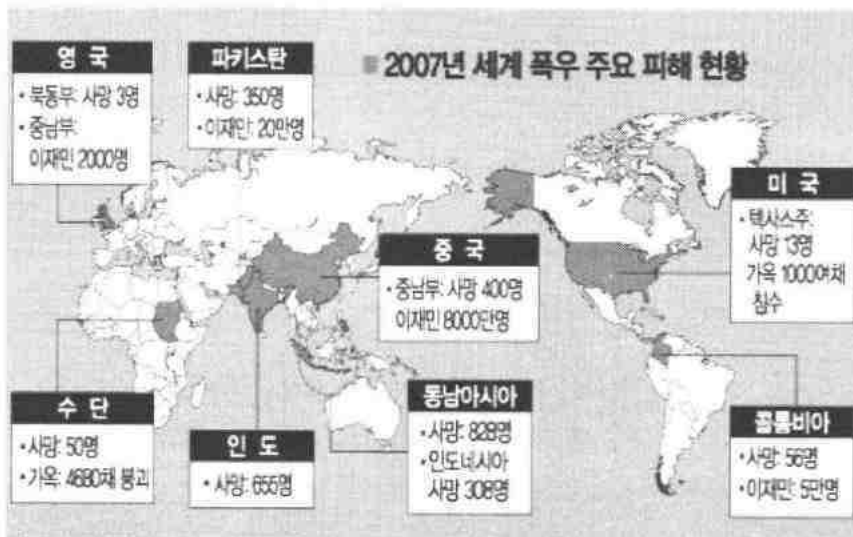 ■ 2007년 세계 폭우 주요 피해 현황
영국
• 북동부: 사망 3명
• 중남부:
이재민 2000명
파키스탄
• 사망: 350명
• 이재민: 20만명
미국
• 텍사스주:
사망 13명
가옥 1000여채
침수
중국
• 중남부: 사망 400명
이재민 8000만명
수단
• 사망: 50명
• 가옥: 4680채 붕괴
인도
• 사망: 655명
동남아시아
• 사망: 828명
• 인도네시아
사망 308명
콜롬비아
• 사망: 56명
• 이재민: 5만명